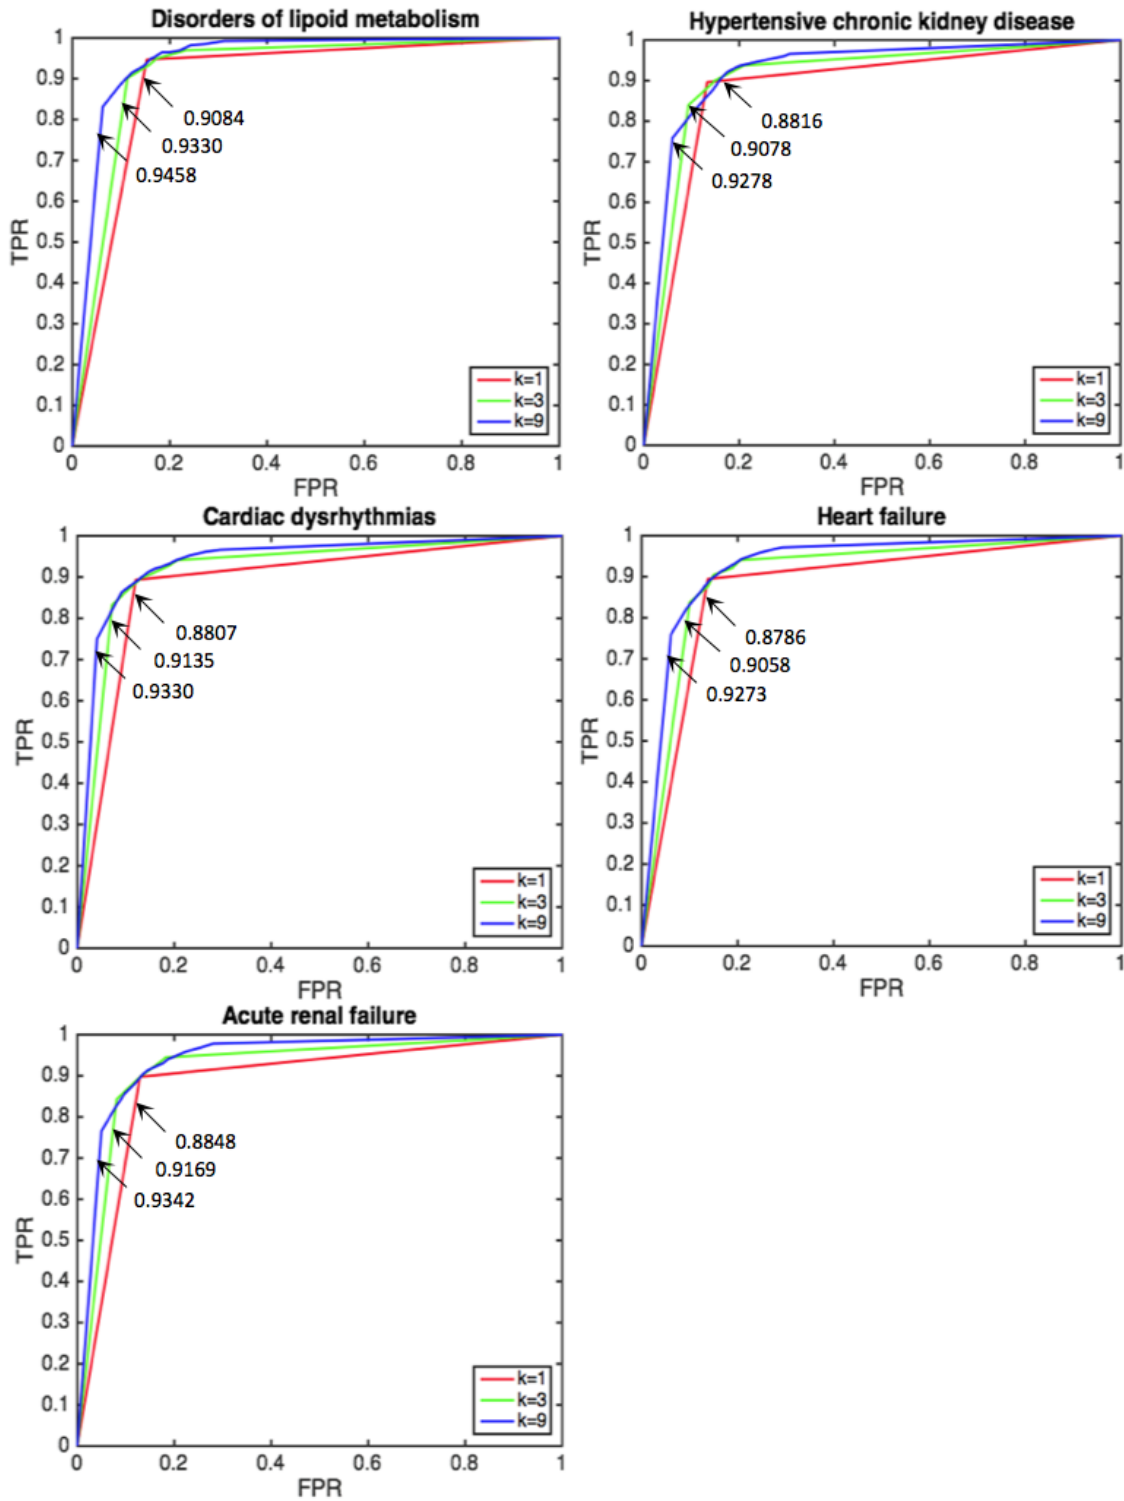 Disorders of lipoid metabolism
1
0.9
0.8
0.7
0.6
0.5
0.4
0.3
0.2
0.1
0
TPR
0.9084
0.9330
0.9458
k=1
k=3
k=9
0 0.2 0.4 0.6 0.8 1
FPR
Hypertensive chronic kidney disease
1
0.9
0.8
0.7
0.6
0.5
0.4
0.3
0.2
0.1
0
TPR
0.8816
0.9078
0.9278
k=1
k=3
k=9
0 0.2 0.4 0.6 0.8 1
FPR
Cardiac dysrhythmias
1
0.9
0.8
0.7
0.6
0.5
0.4
0.3
0.2
0.1
0
TPR
0.8807
0.9135
0.9330
k=1
k=3
k=9
0 0.2 0.4 0.6 0.8 1
FPR
Heart failure
1
0.9
0.8
0.7
0.6
0.5
0.4
0.3
0.2
0.1
0
TPR
0.8786
0.9058
0.9273
k=1
k=3
k=9
0 0.2 0.4 0.6 0.8 1
FPR
Acute renal failure
1
0.9
0.8
0.7
0.6
0.5
0.4
0.3
0.2
0.1
0
TPR
0.8848
0.9169
0.9342
k=1
k=3
k=9
0 0.2 0.4 0.6 0.8 1
FPR